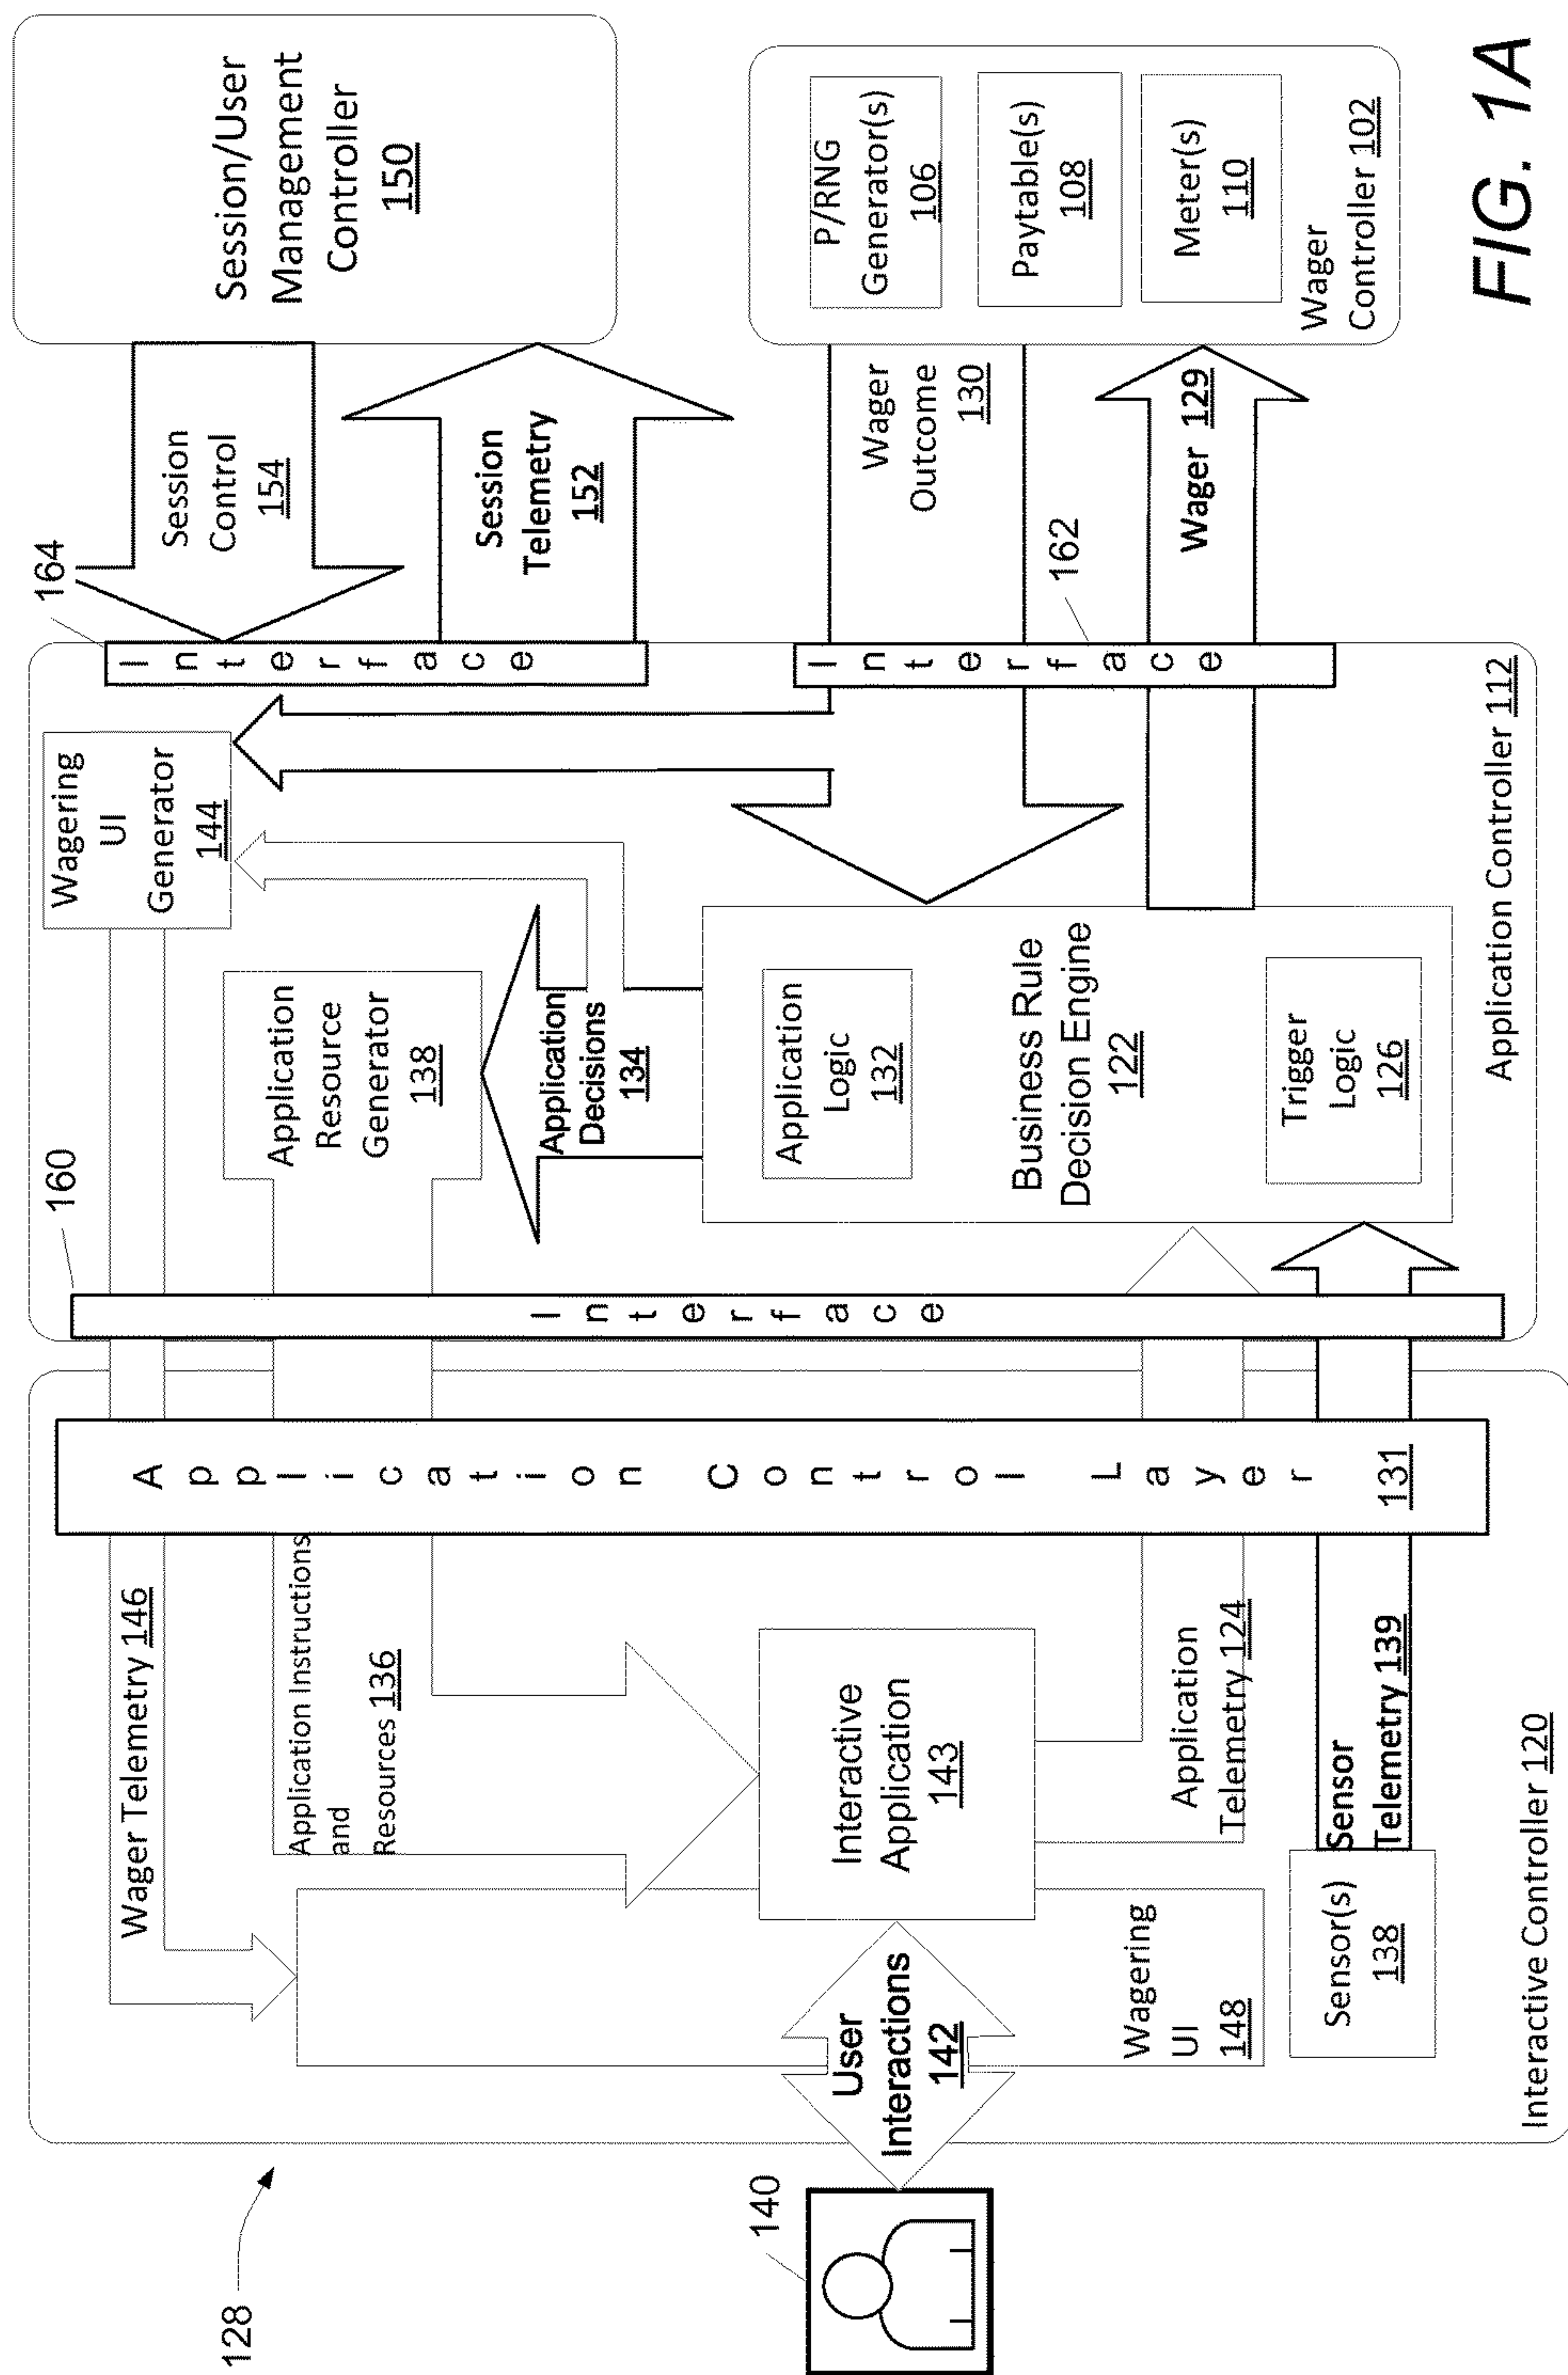 128
140
User
Interactions
142
Wager Telemetry 146
Application Instructions
and
Resources 136
Interactive
Application
143
Application
Telemetry 124
Wagering
UI
148
Sensor(s)
138
Sensor
Telemetry 139
Interactive Controller 120
Application Control Layer
131
160
Interface
Wagering
UI
Generator
144
Application
Resource
Generator
138
Application
Decisions
134
Application
Logic
132
Business Rule
Decision Engine
122
Trigger
Logic
126
Application Controller 112
164
Interface
162
Interface
Session
Control
154
Session
Telemetry
152
Wager
Outcome
130
Wager 129
Session/User
Management
Controller
150
P/RNG
Generator(s)
106
Paytable(s)
108
Meter(s)
110
Wager
Controller 102
FIG. 1A